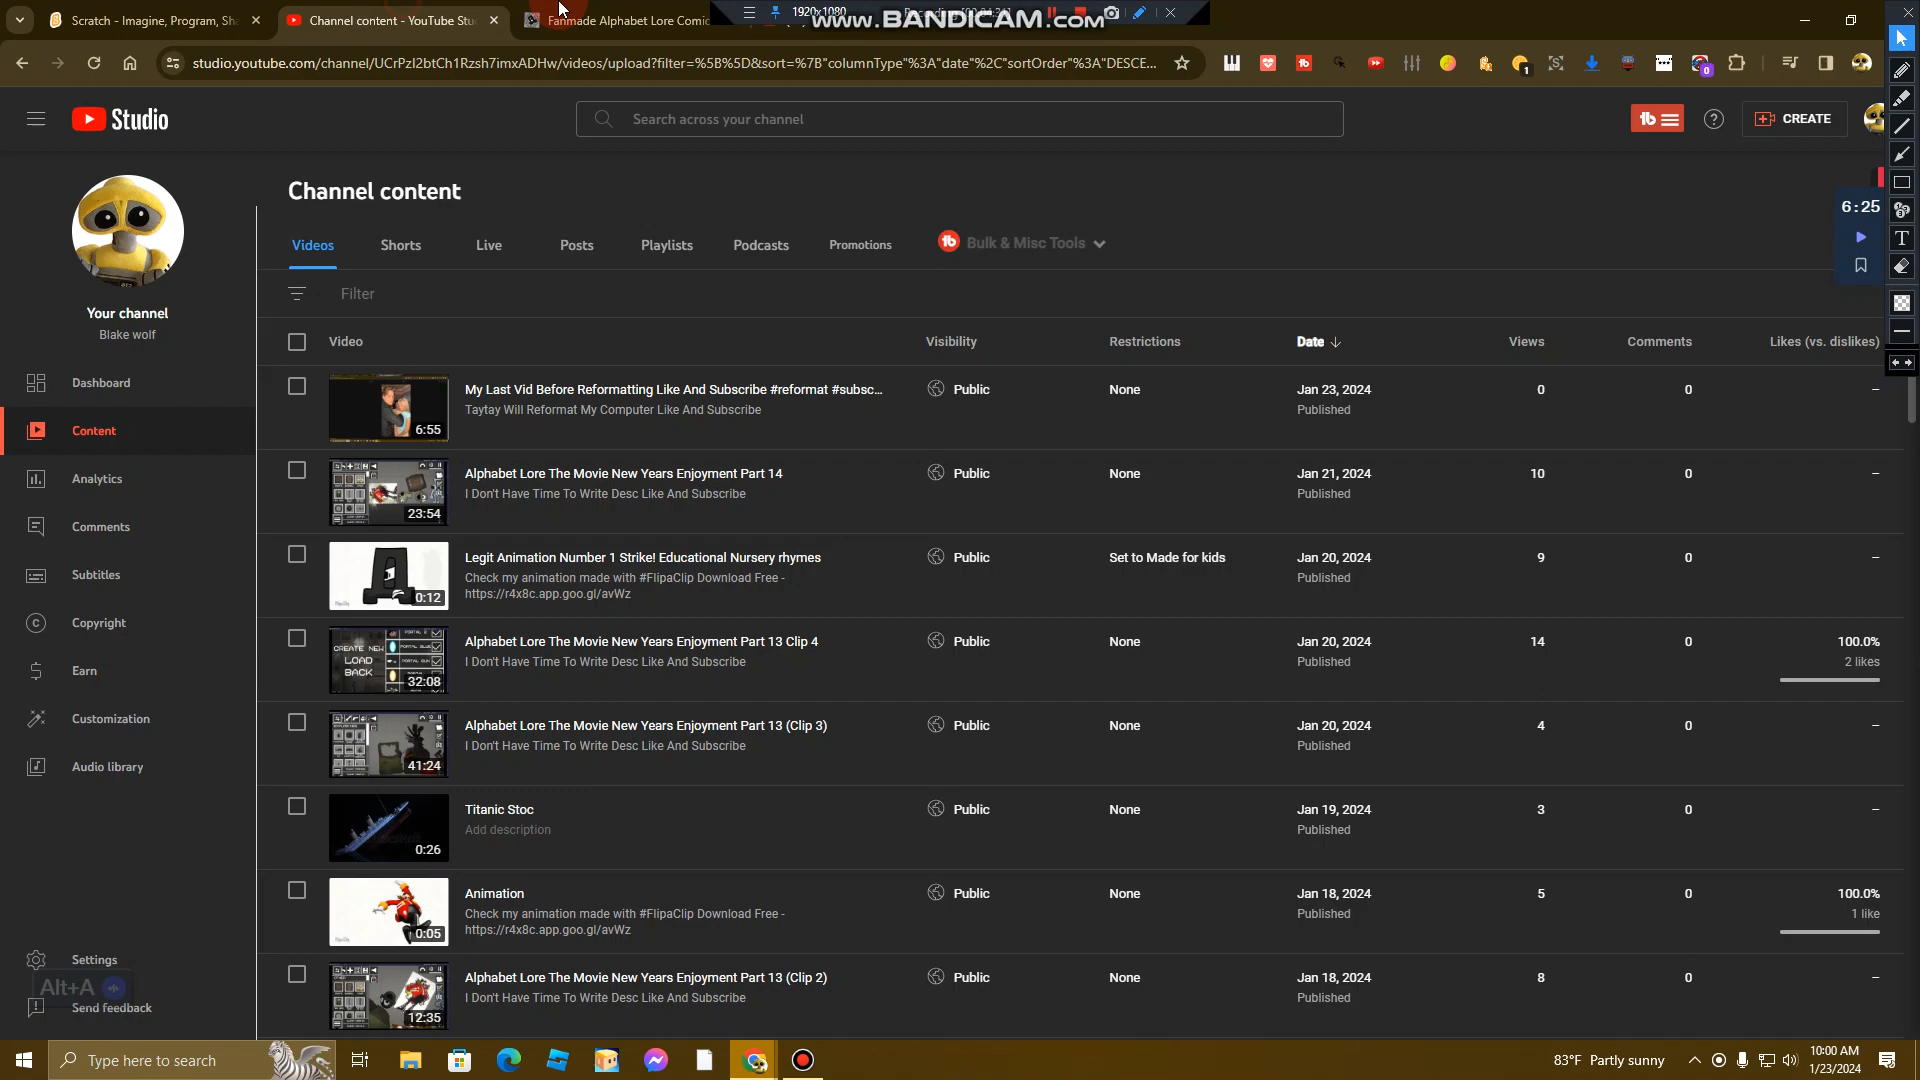 Scratch - Imagine, Program, Sha
Channel content - YouTube Stu
Fanmade Alphabet Lore Comic
1920x1080
www.BANDICAM.com
studio.youtube.com/channel/UCrPzI2btCh1Rzsh7imxADHw/videos/upload?filter=%5B%5D&sort=%7B"columnType"%3A"date"%2C"sortOrder"%3A"DESCE...
1
0
Studio
Search across your channel
CREATE
Your channel
Blake wolf
Dashboard
Content
Analytics
Comments
Subtitles
Copyright
Earn
Customization
Audio library
Settings
Alt+A
Send feedback
Channel content
Videos Shorts Live Posts Playlists Podcasts Promotions Bulk & Misc Tools
6:25
Filter
Video Visibility Restrictions Date Views Comments Likes (vs. dislikes)
My Last Vid Before Reformatting Like And Subscribe #reformat #subsc... Public None Jan 23, 2024 0 0 –
Taytay Will Reformat My Computer Like And Subscribe Published
6:55
Alphabet Lore The Movie New Years Enjoyment Part 14 Public None Jan 21, 2024 10 0 –
I Don't Have Time To Write Desc Like And Subscribe Published
23:54
Legit Animation Number 1 Strike! Educational Nursery rhymes Public Set to Made for kids Jan 20, 2024 9 0 –
Check my animation made with #FlipaClip Download Free - Published
https://r4x8c.app.goo.gl/avWz
0:12
Alphabet Lore The Movie New Years Enjoyment Part 13 Clip 4 Public None Jan 20, 2024 14 0 100.0%
I Don't Have Time To Write Desc Like And Subscribe Published 2 likes
CREATE NEW
LOAD
BACK
32:08
Alphabet Lore The Movie New Years Enjoyment Part 13 (Clip 3) Public None Jan 20, 2024 4 0 –
I Don't Have Time To Write Desc Like And Subscribe Published
41:24
Titanic Stoc Public None Jan 19, 2024 3 0 –
Add description Published
0:26
Animation Public None Jan 18, 2024 5 0 100.0%
Check my animation made with #FlipaClip Download Free - Published 1 like
https://r4x8c.app.goo.gl/avWz
0:05
Alphabet Lore The Movie New Years Enjoyment Part 13 (Clip 2) Public None Jan 18, 2024 8 0 –
I Don't Have Time To Write Desc Like And Subscribe Published
12:35
Type here to search
83°F Partly sunny
10:00 AM
1/23/2024